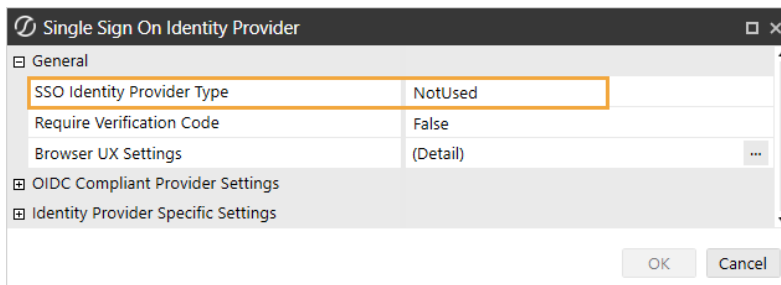 Single Sign On Identity Provider
General
SSO Identity Provider Type NotUsed
Require Verification Code False
Browser UX Settings (Detail) ...
OIDC Compliant Provider Settings
Identity Provider Specific Settings
OK Cancel